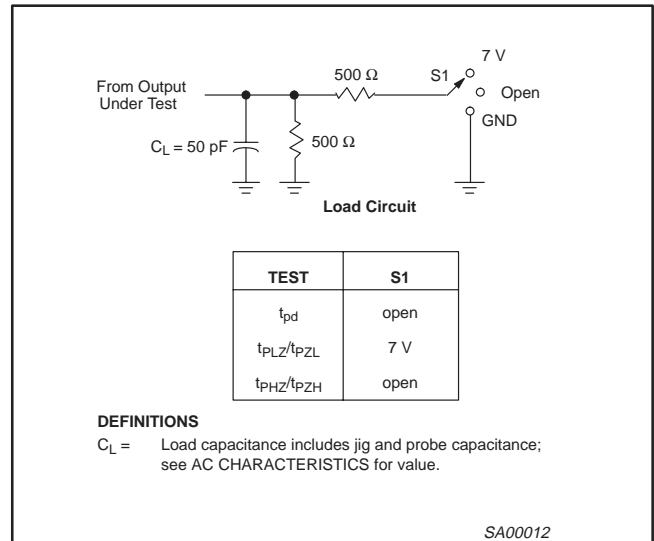 7 V
500 Ω
S1
From Output
Under Test
Open
GND
C_L = 50 pF
500 Ω
Load Circuit
TEST S1
t_pd open
t_PLZ/t_PZL 7 V
t_PHZ/t_PZH open
DEFINITIONS
C_L = Load capacitance includes jig and probe capacitance;
see AC CHARACTERISTICS for value.
SA00012